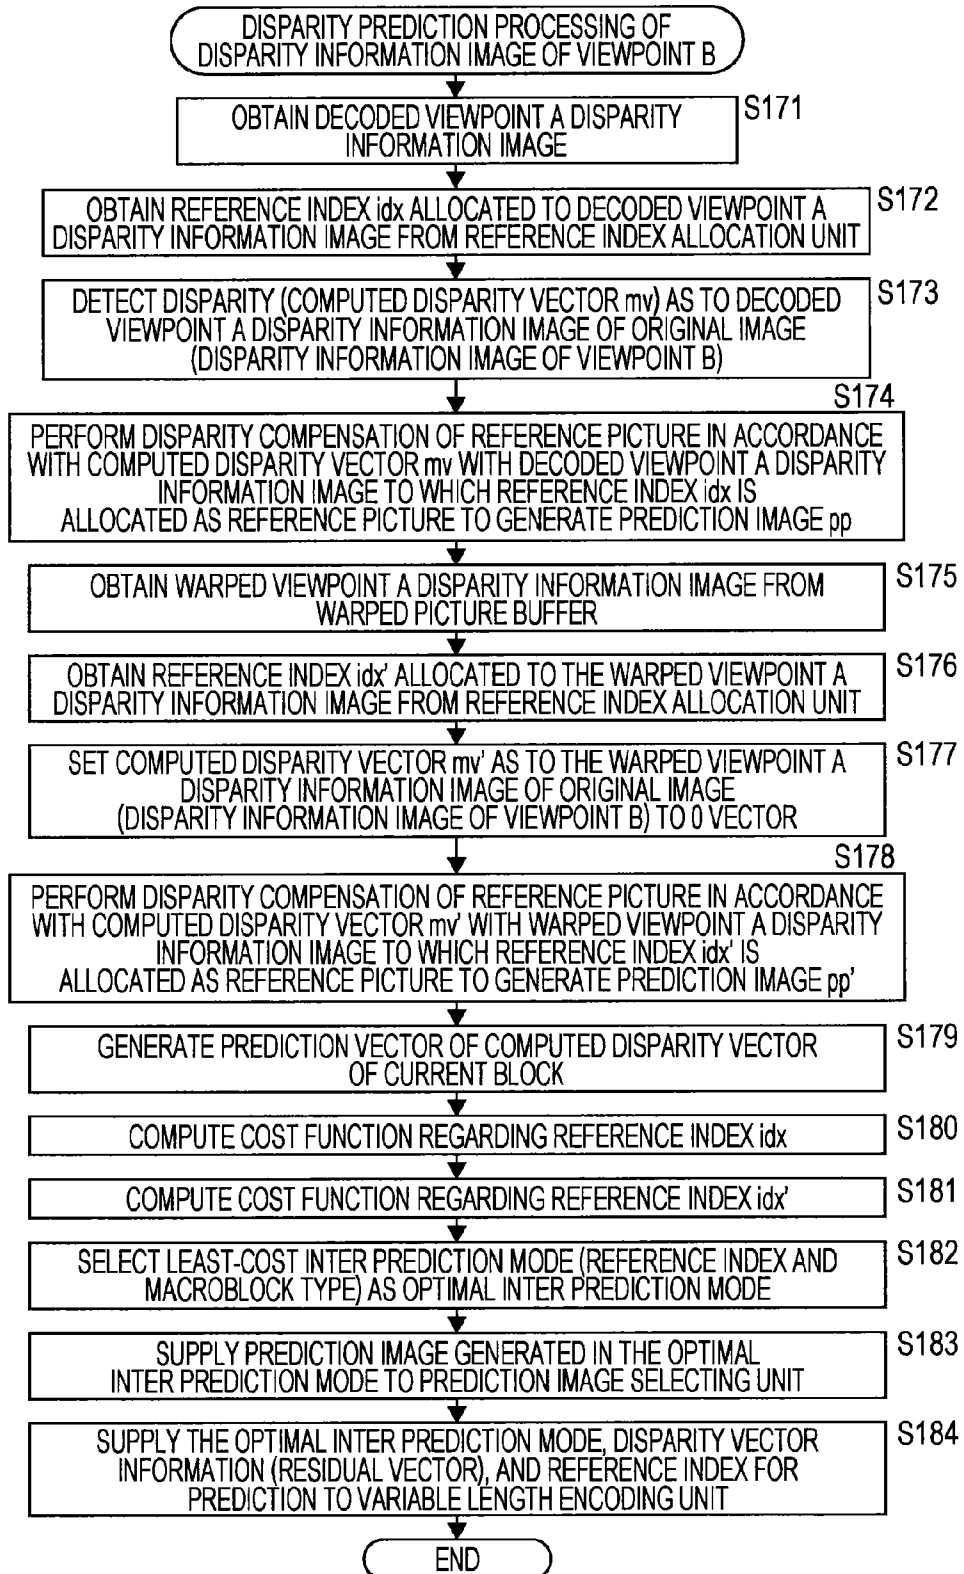 DISPARITY PREDICTION PROCESSING OF
DISPARITY INFORMATION IMAGE OF VIEWPOINT B
S171
OBTAIN DECODED VIEWPOINT A DISPARITY
INFORMATION IMAGE
S172
OBTAIN REFERENCE INDEX idx ALLOCATED TO DECODED VIEWPOINT A
DISPARITY INFORMATION IMAGE FROM REFERENCE INDEX ALLOCATION UNIT
S173
DETECT DISPARITY (COMPUTED DISPARITY VECTOR mv) AS TO DECODED
VIEWPOINT A DISPARITY INFORMATION IMAGE OF ORIGINAL IMAGE
(DISPARITY INFORMATION IMAGE OF VIEWPOINT B)
S174
PERFORM DISPARITY COMPENSATION OF REFERENCE PICTURE IN ACCORDANCE
WITH COMPUTED DISPARITY VECTOR mv WITH DECODED VIEWPOINT A DISPARITY
INFORMATION IMAGE TO WHICH REFERENCE INDEX idx IS
ALLOCATED AS REFERENCE PICTURE TO GENERATE PREDICTION IMAGE pp
S175
OBTAIN WARPED VIEWPOINT A DISPARITY INFORMATION IMAGE FROM
WARPED PICTURE BUFFER
S176
OBTAIN REFERENCE INDEX idx' ALLOCATED TO THE WARPED VIEWPOINT A
DISPARITY INFORMATION IMAGE FROM REFERENCE INDEX ALLOCATION UNIT
S177
SET COMPUTED DISPARITY VECTOR mv' AS TO THE WARPED VIEWPOINT A
DISPARITY INFORMATION IMAGE OF ORIGINAL IMAGE
(DISPARITY INFORMATION IMAGE OF VIEWPOINT B) TO 0 VECTOR
S178
PERFORM DISPARITY COMPENSATION OF REFERENCE PICTURE IN ACCORDANCE
WITH COMPUTED DISPARITY VECTOR mv' WITH WARPED VIEWPOINT A DISPARITY
INFORMATION IMAGE TO WHICH REFERENCE INDEX idx' IS
ALLOCATED AS REFERENCE PICTURE TO GENERATE PREDICTION IMAGE pp'
S179
GENERATE PREDICTION VECTOR OF COMPUTED DISPARITY VECTOR
OF CURRENT BLOCK
S180
COMPUTE COST FUNCTION REGARDING REFERENCE INDEX idx
S181
COMPUTE COST FUNCTION REGARDING REFERENCE INDEX idx'
S182
SELECT LEAST-COST INTER PREDICTION MODE (REFERENCE INDEX AND
MACROBLOCK TYPE) AS OPTIMAL INTER PREDICTION MODE
S183
SUPPLY PREDICTION IMAGE GENERATED IN THE OPTIMAL
INTER PREDICTION MODE TO PREDICTION IMAGE SELECTING UNIT
S184
SUPPLY THE OPTIMAL INTER PREDICTION MODE, DISPARITY VECTOR
INFORMATION (RESIDUAL VECTOR), AND REFERENCE INDEX FOR
PREDICTION TO VARIABLE LENGTH ENCODING UNIT
END